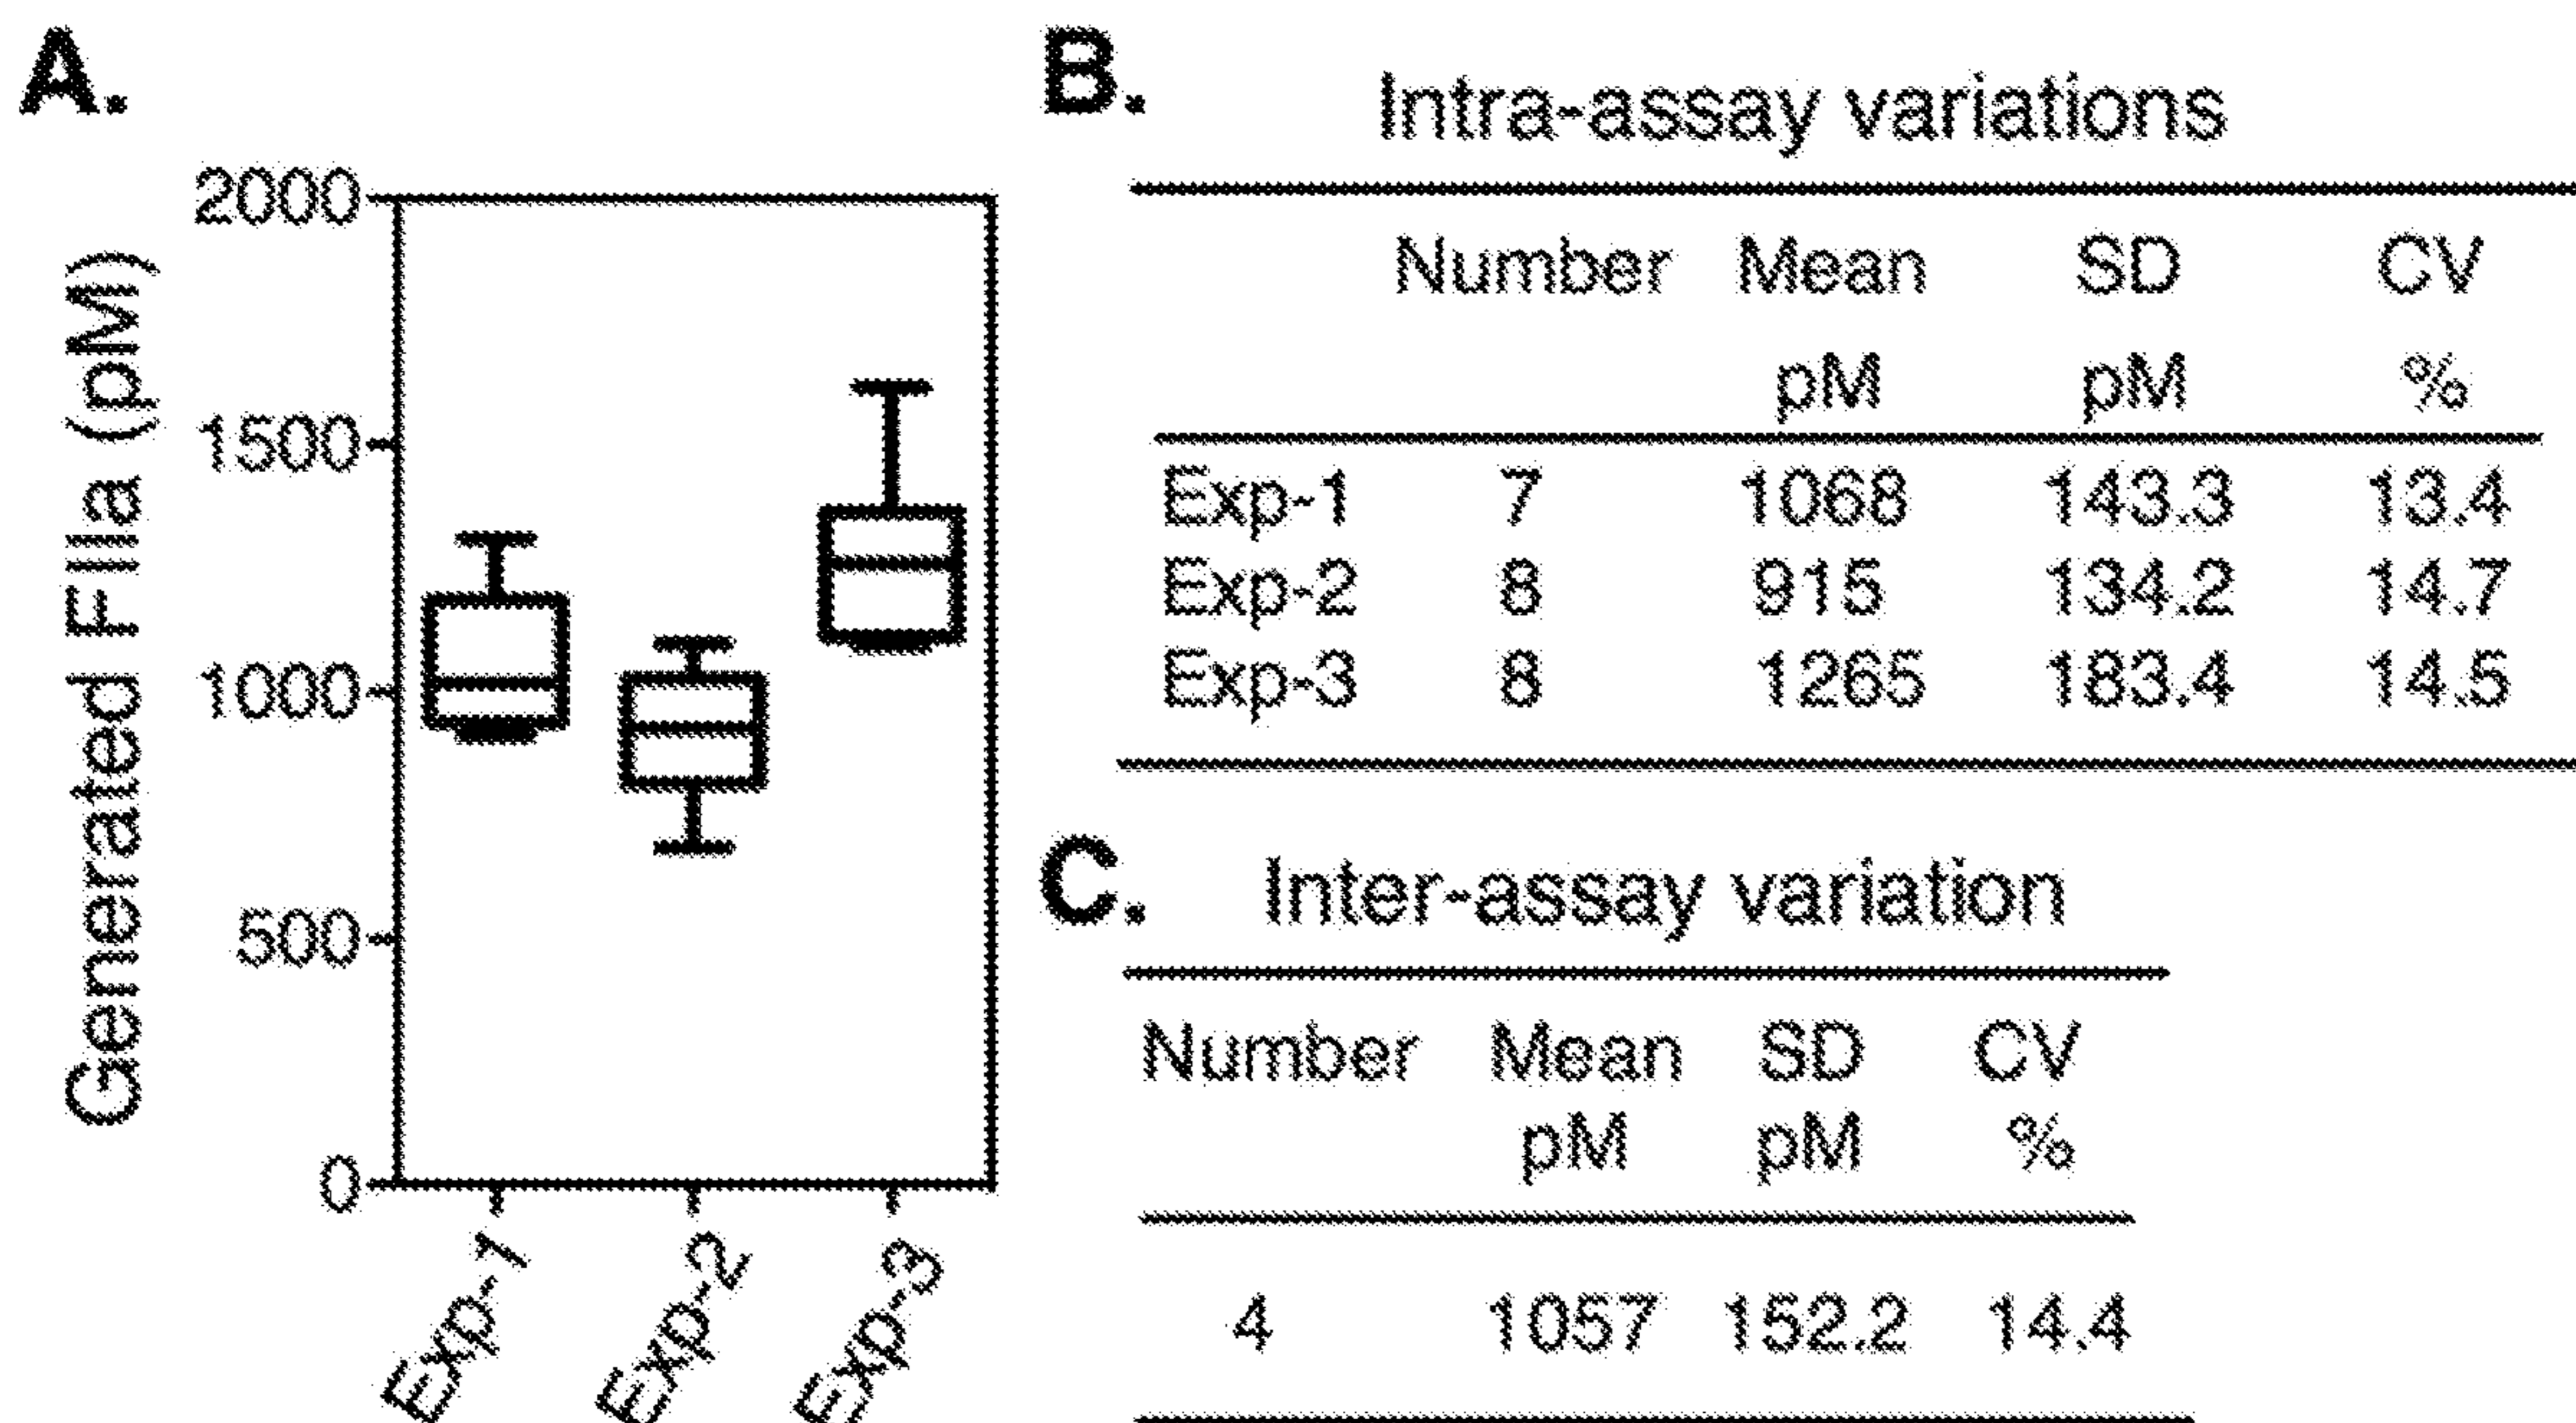 A.
Generated FIIa (pM)
2000
1500
1000
500
0
Exp-1
Exp-2
Exp-3
B.
Intra-assay variations
Number Mean SD CV
pM pM %
Exp-1 7 1068 143.3 13.4
Exp-2 8 915 134.2 14.7
Exp-3 8 1265 183.4 14.5
C.
Inter-assay variation
Number Mean SD CV
pM pM %
4 1057 152.2 14.4